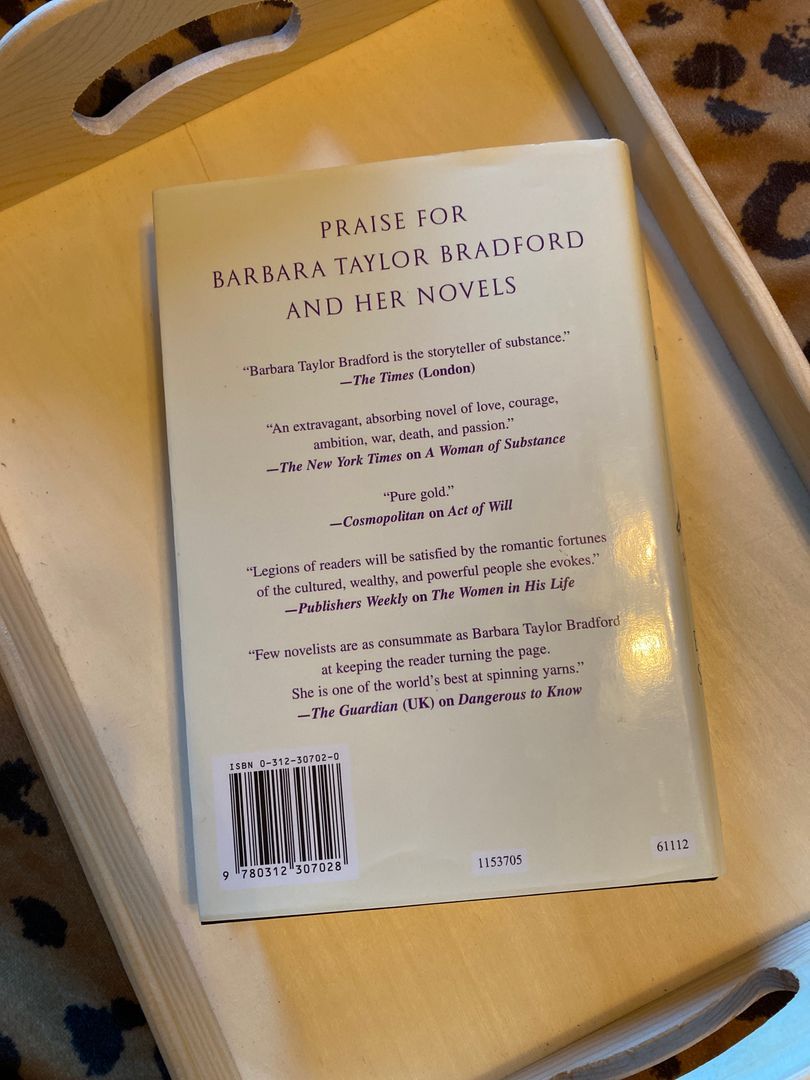 PRAISE FOR
BARBARA TAYLOR BRADFORD
AND HER NOVELS
“Barbara Taylor Bradford is the storyteller of substance.”
—The Times (London)
“An extravagant, absorbing novel of love, courage,
ambition, war, death, and passion.”
—The New York Times on A Woman of Substance
“Pure gold.”
—Cosmopolitan on Act of Will
“Legions of readers will be satisfied by the romantic fortunes
of the cultured, wealthy, and powerful people she evokes.”
—Publishers Weekly on The Women in His Life
“Few novelists are as consummate as Barbara Taylor Bradford
at keeping the reader turning the page.
She is one of the world’s best at spinning yarns.”
—The Guardian (UK) on Dangerous to Know
ISBN 0-312-30702-0
9 780312 307028
1153705
61112